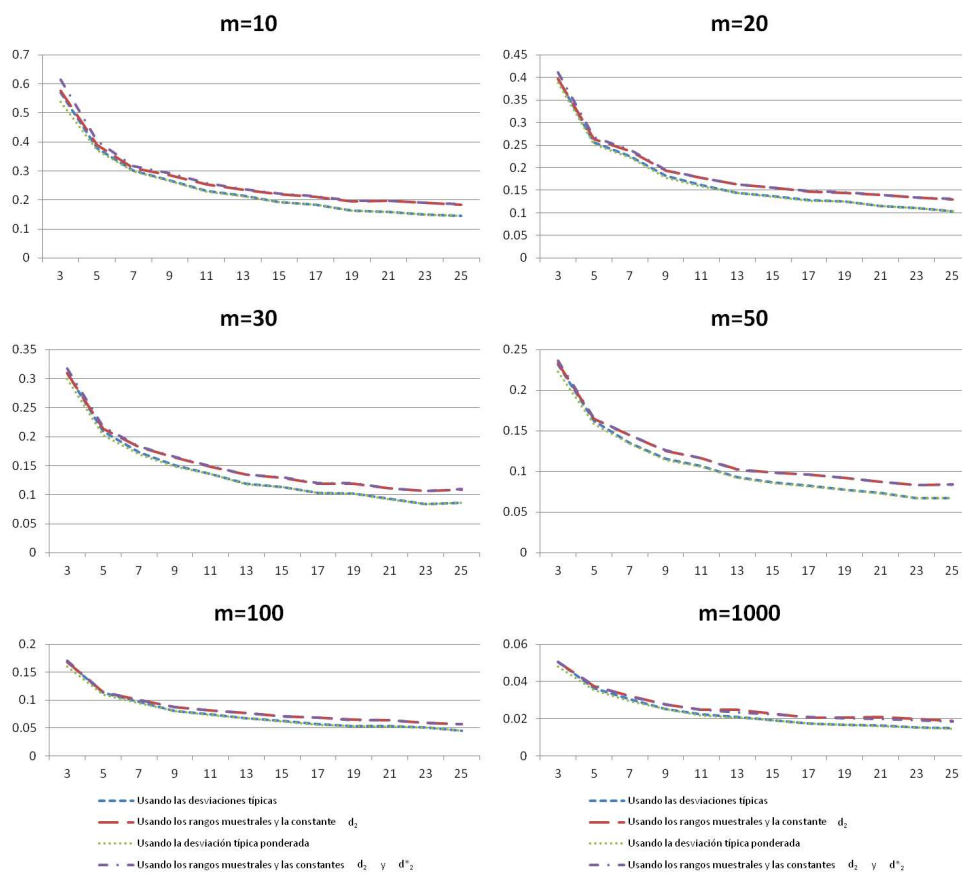 m=10
0.7
0.6
0.5
0.4
0.3
0.2
0.1
0
3 5 7 9 11 13 15 17 19 21 23 25
m=20
0.45
0.4
0.35
0.3
0.25
0.2
0.15
0.1
0.05
0
3 5 7 9 11 13 15 17 19 21 23 25
m=30
0.35
0.3
0.25
0.2
0.15
0.1
0.05
0
3 5 7 9 11 13 15 17 19 21 23 25
m=50
0.25
0.2
0.15
0.1
0.05
0
3 5 7 9 11 13 15 17 19 21 23 25
m=100
0.2
0.15
0.1
0.05
0
3 5 7 9 11 13 15 17 19 21 23 25
m=1000
0.06
0.04
0.02
0
3 5 7 9 11 13 15 17 19 21 23 25
Usando las desviaciones típicas
Usando los rangos muestrales y la constante d₂
Usando la desviación típica ponderada
Usando los rangos muestrales y las constantes d₂ y d*₂
Usando las desviaciones típicas
Usando los rangos muestrales y la constante d₂
Usando la desviación típica ponderada
Usando los rangos muestrales y las constantes d₂ y d*₂